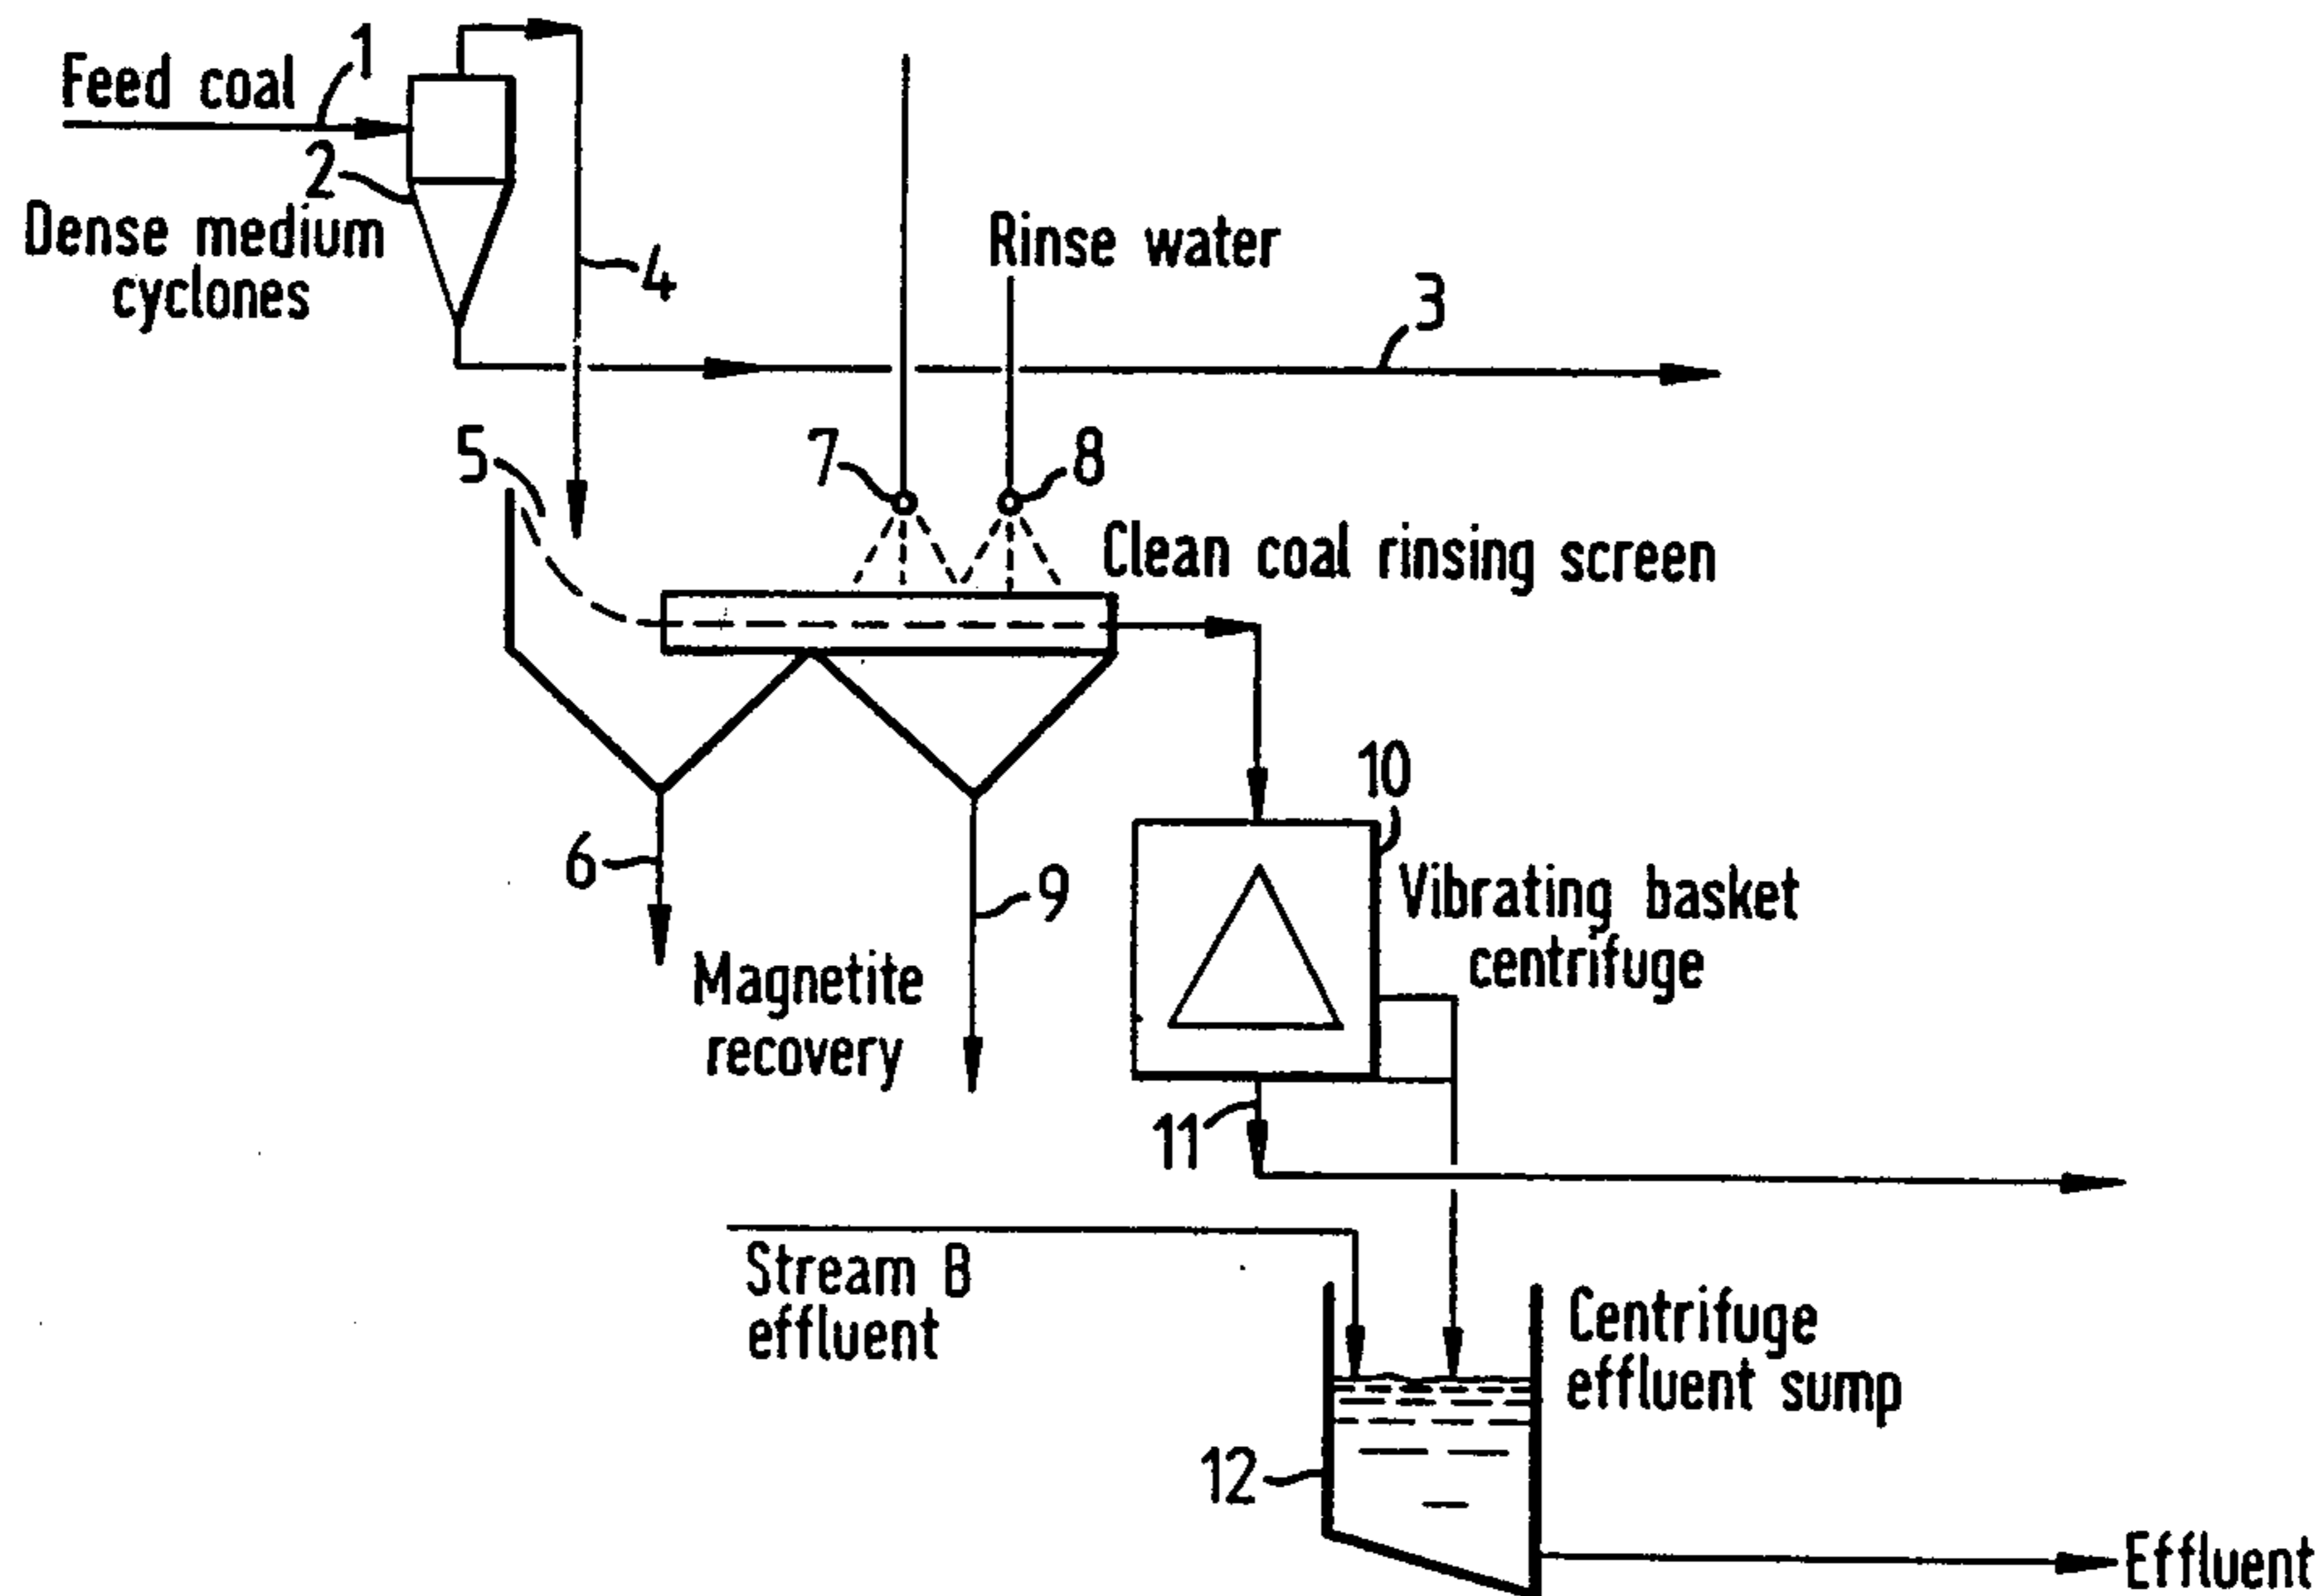 1
Feed coal
2
Dense medium
cyclones
4
Rinse water
3
5
7
8
Clean coal rinsing screen
6
9
10
Vibrating basket
centrifuge
Magnetite
recovery
11
Stream B
effluent
Centrifuge
effluent sump
12
Effluent